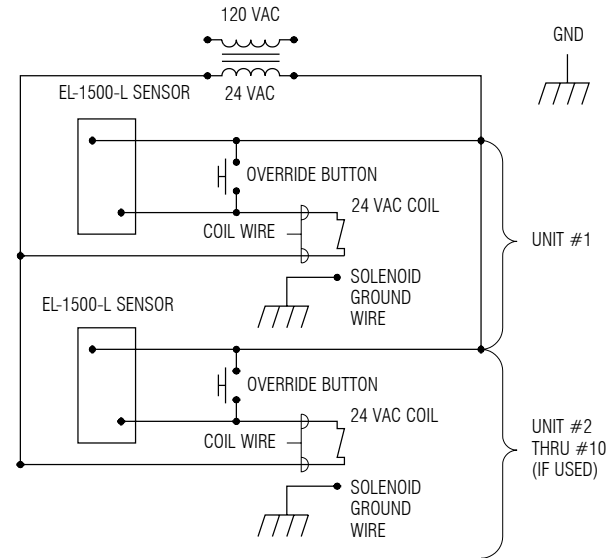 120 VAC
GND
24 VAC
EL-1500-L SENSOR
OVERRIDE BUTTON
24 VAC COIL
COIL WIRE
UNIT #1
SOLENOID
GROUND
WIRE
EL-1500-L SENSOR
OVERRIDE BUTTON
24 VAC COIL
COIL WIRE
UNIT #2
THRU #10
(IF USED)
SOLENOID
GROUND
WIRE